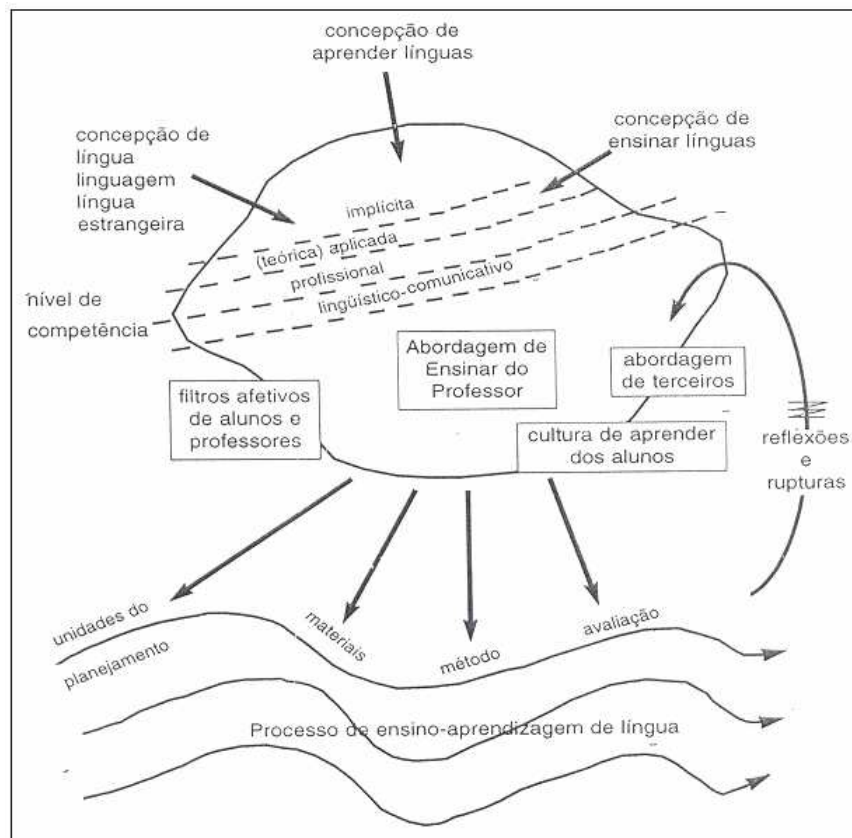 concepção de
aprender línguas
concepção de
língua
linguagem
língua
estrangeira
concepção de
ensinar línguas
implícita
(teórica) aplicada
profissional
lingüístico-comunicativo
nível de
competência
Abordagem de
Ensinar do
Professor
abordagem
de terceiros
filtros afetivos
de alunos e
professores
cultura de aprender
dos alunos
reflexões
e
rupturas
unidades do
planejamento
materiais
método
avaliação
Processo de ensino-aprendizagem de língua